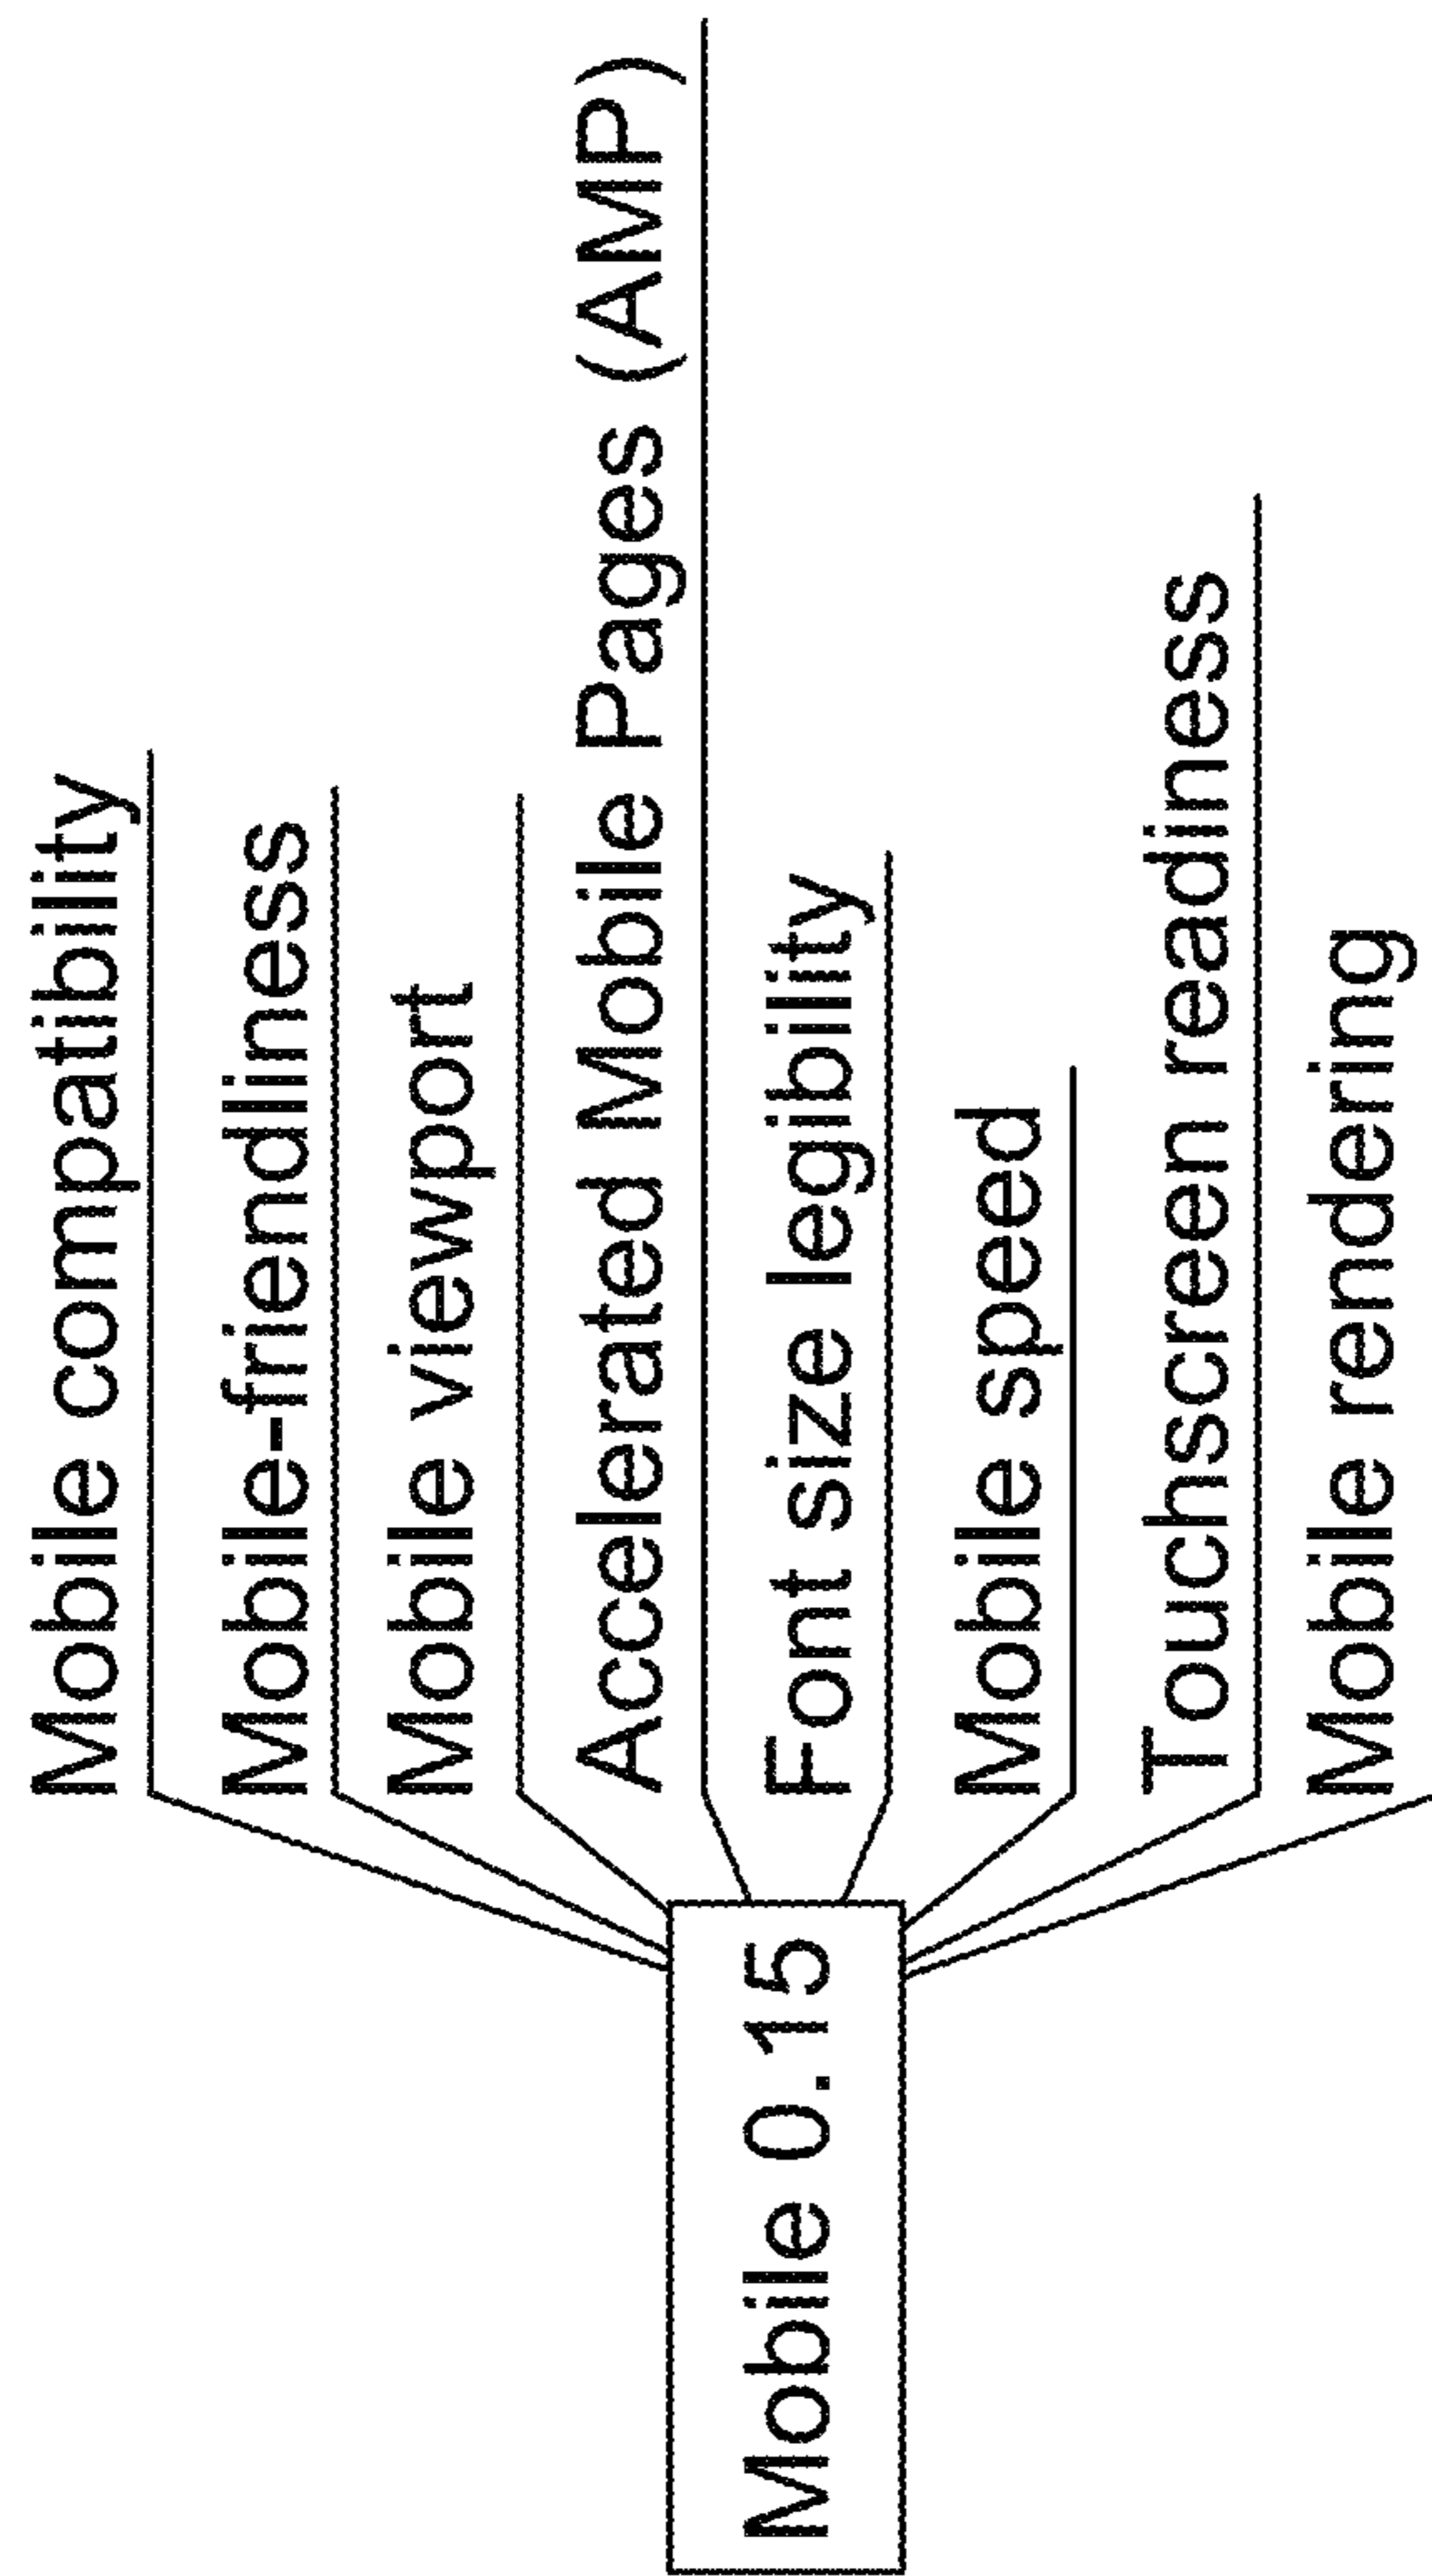 Mobile 0.15
Mobile compatibility
Mobile-friendliness
Mobile viewport
Accelerated Mobile Pages (AMP)
Font size legibility
Mobile speed
Touchscreen readiness
Mobile rendering